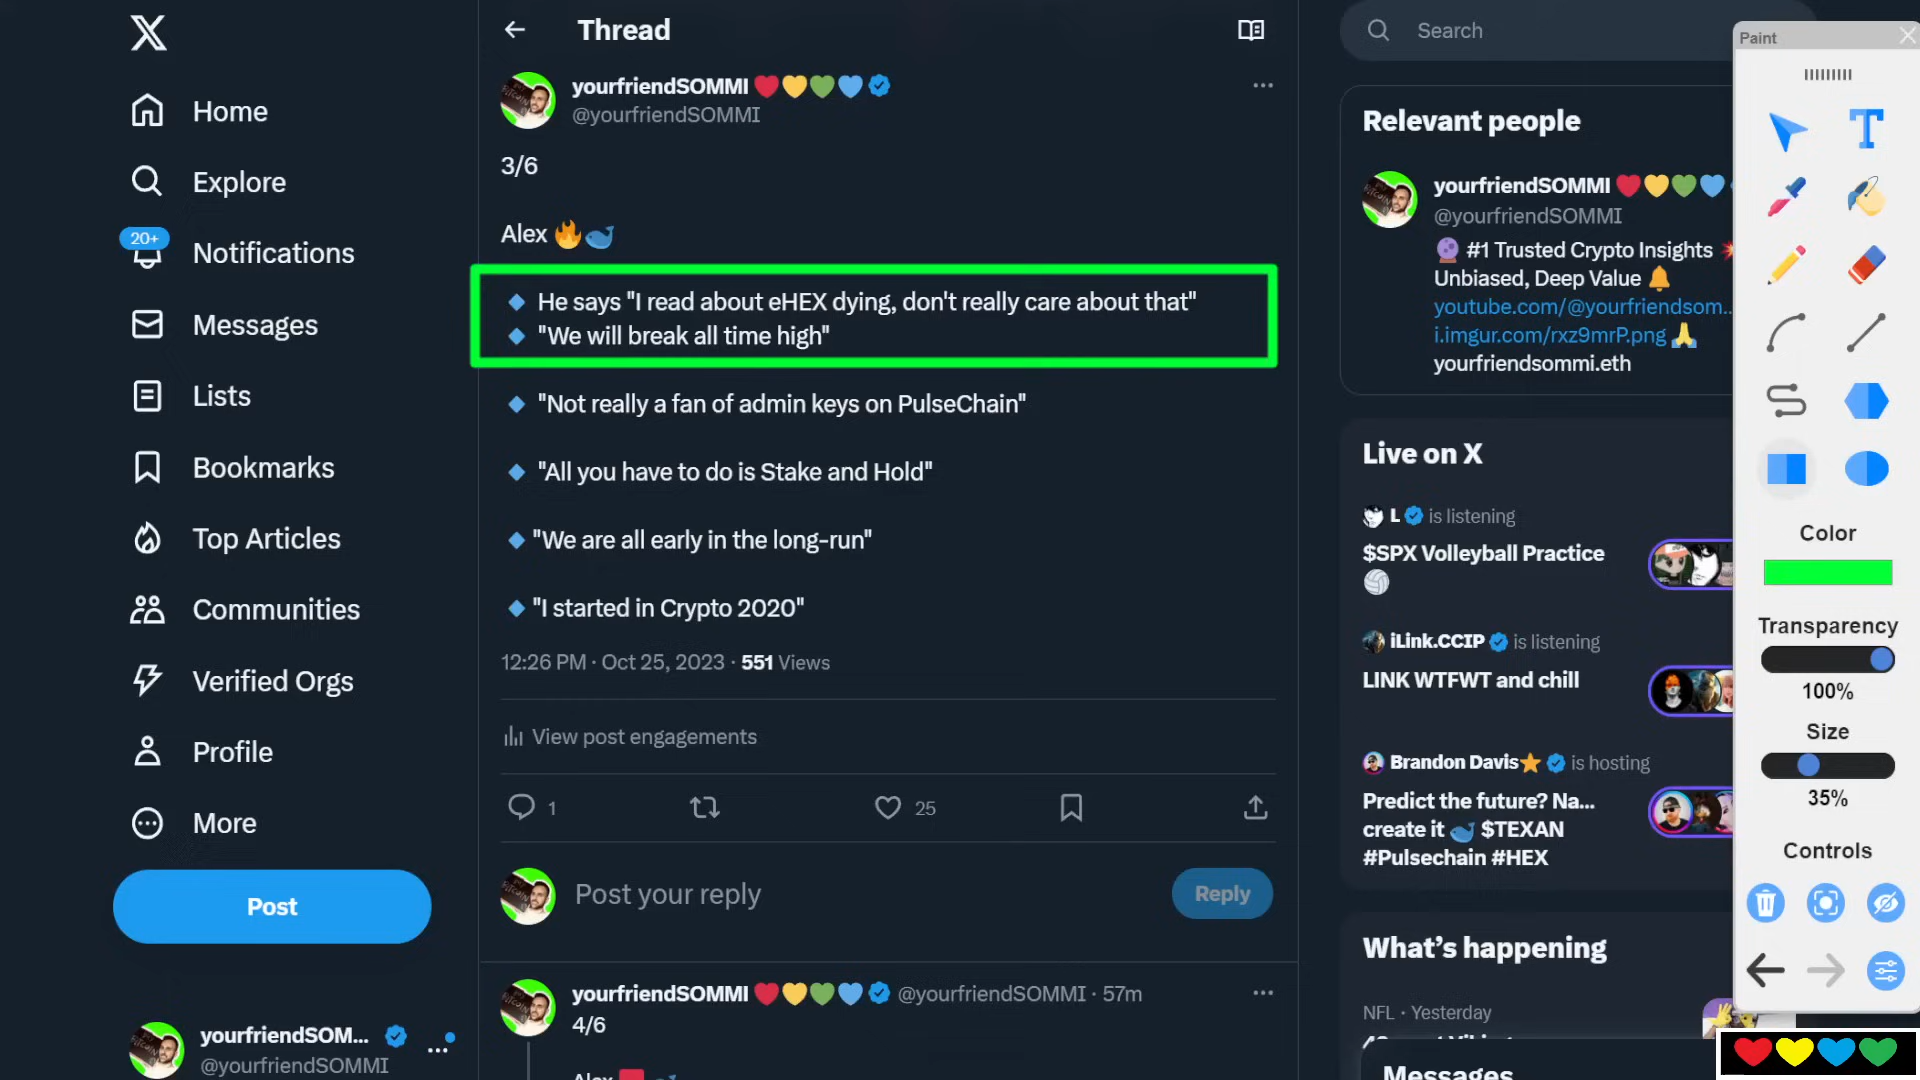 Home
Explore
20+
Notifications
Messages
Lists
Bookmarks
Top Articles
Communities
Verified Orgs
Profile
More
Post
yourfriendSOM...
@yourfriendSOMMI
Thread
yourfriendSOMMI
@yourfriendSOMMI
3/6
Alex
He says "I read about eHEX dying, don't really care about that"
"We will break all time high"
"Not really a fan of admin keys on PulseChain"
"All you have to do is Stake and Hold"
"We are all early in the long-run"
"I started in Crypto 2020"
12:26 PM · Oct 25, 2023 · 551 Views
View post engagements
1
25
Post your reply
Reply
yourfriendSOMMI @yourfriendSOMMI · 57m
4/6
Search
Relevant people
yourfriendSOMMI
@yourfriendSOMMI
#1 Trusted Crypto Insights
Unbiased, Deep Value
youtube.com/@yourfriendsom...
i.imgur.com/rxz9mrP.png
yourfriendsommi.eth
Live on X
L is listening
$SPX Volleyball Practice
iLink.CCIP is listening
LINK WTFWT and chill
Brandon Davis is hosting
Predict the future? Na...
create it $TEXAN
#Pulsechain #HEX
What's happening
NFL · Yesterday
Messages
Paint
T
Color
Transparency
100%
Size
35%
Controls